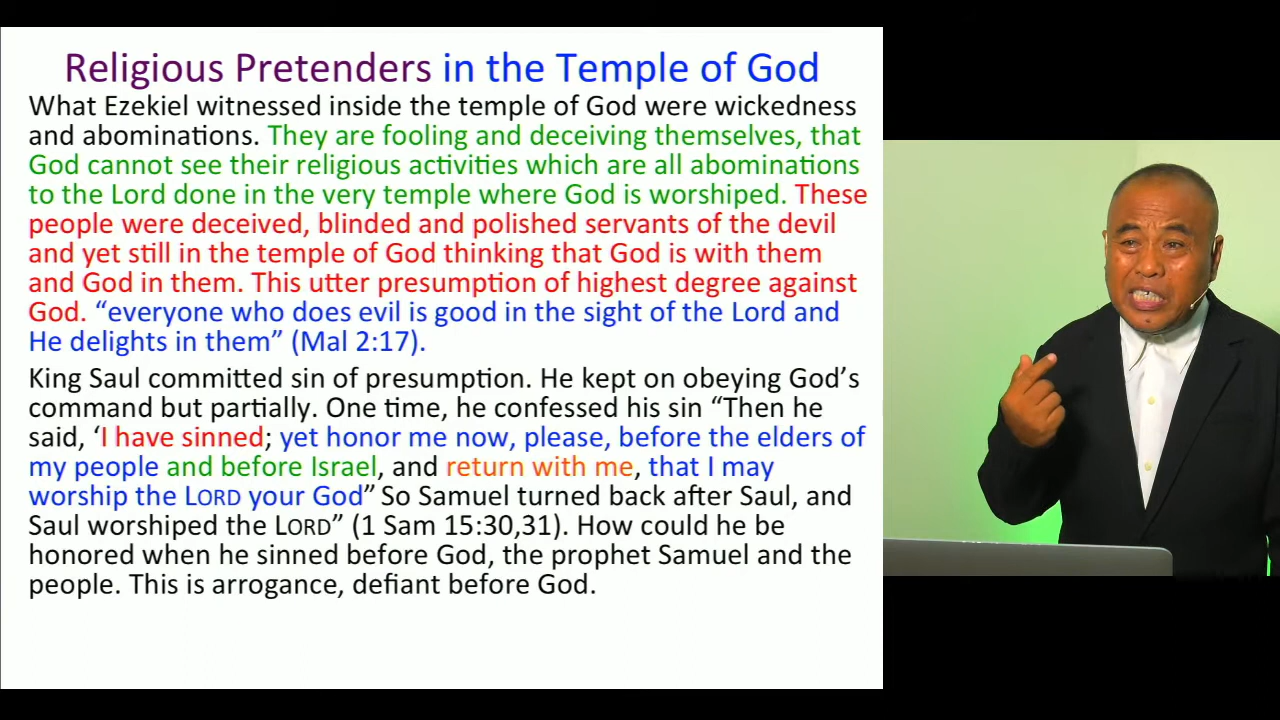 Religious Pretenders in the Temple of God
What Ezekiel witnessed inside the temple of God were wickedness
and abominations. They are fooling and deceiving themselves, that
God cannot see their religious activities which are all abominations
to the Lord done in the very temple where God is worshiped. These
people were deceived, blinded and polished servants of the devil
and yet still in the temple of God thinking that God is with them
and God in them. This utter presumption of highest degree against
God. “everyone who does evil is good in the sight of the Lord and
He delights in them” (Mal 2:17).
King Saul committed sin of presumption. He kept on obeying God’s
command but partially. One time, he confessed his sin “Then he
said, ‘I have sinned; yet honor me now, please, before the elders of
my people and before Israel, and return with me, that I may
worship the LORD your God” So Samuel turned back after Saul, and
Saul worshiped the LORD” (1 Sam 15:30,31). How could he be
honored when he sinned before God, the prophet Samuel and the
people. This is arrogance, defiant before God.